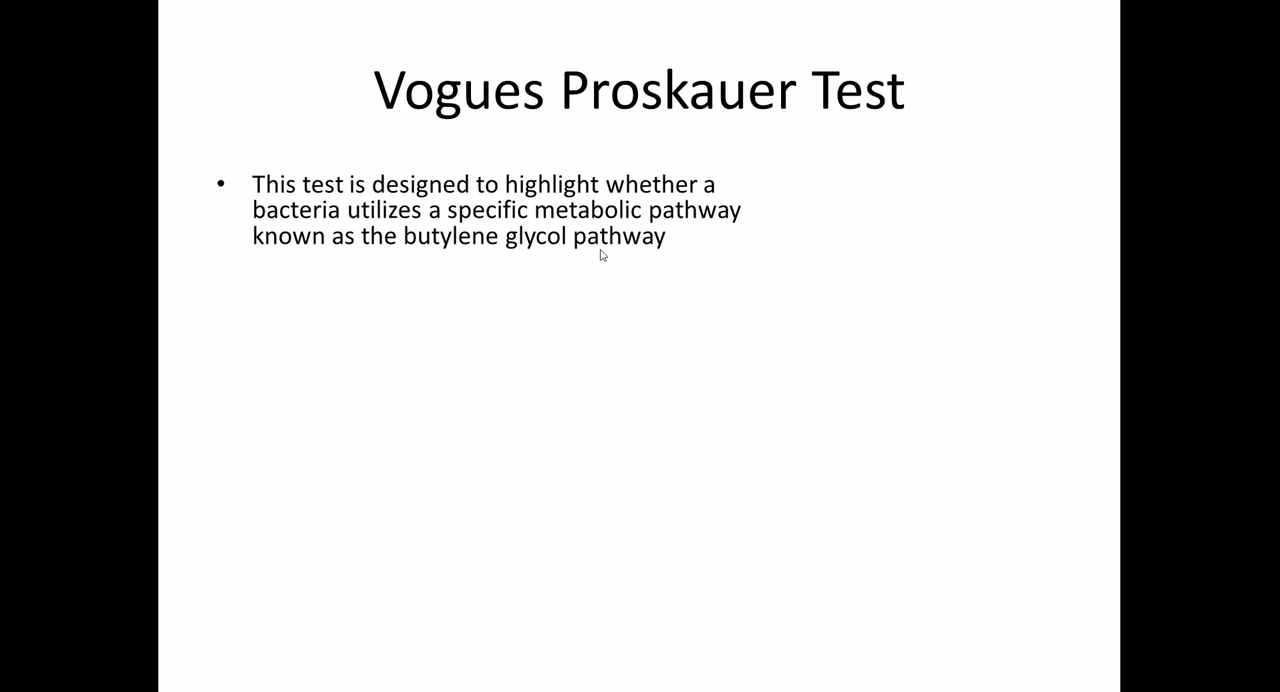 Vogues Proskauer Test
• This test is designed to highlight whether a
bacteria utilizes a specific metabolic pathway
known as the butylene glycol pathway